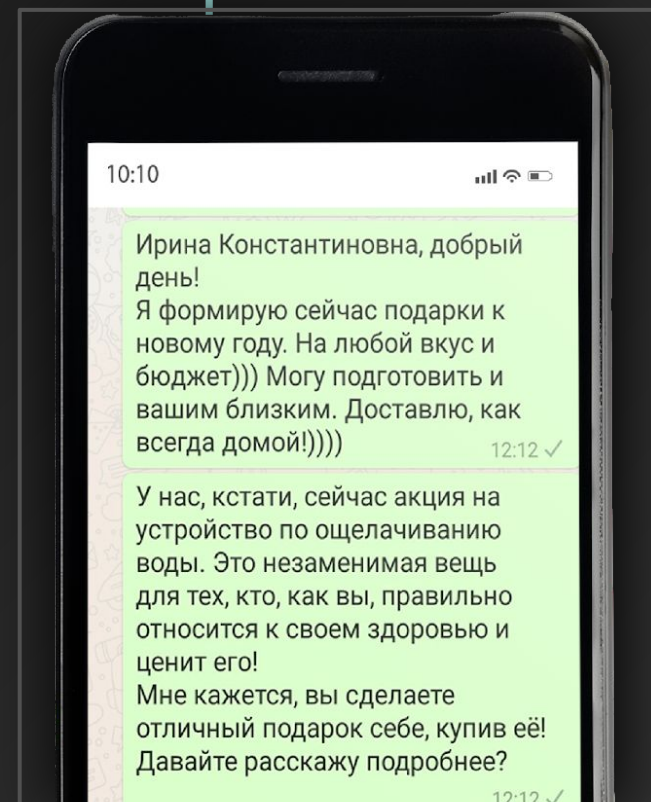 10:10
Ирина Константиновна, добрый
день!
Я формирую сейчас подарки к
новому году. На любой вкус и
бюджет))) Могу подготовить и
вашим близким. Доставлю, как
всегда домой!))))
12:12
У нас, кстати, сейчас акция на
устройство по ощелачиванию
воды. Это незаменимая вещь
для тех, кто, как вы, правильно
относится к своем здоровью и
ценит его!
Мне кажется, вы сделаете
отличный подарок себе, купив её!
Давайте расскажу подробнее?
12:12